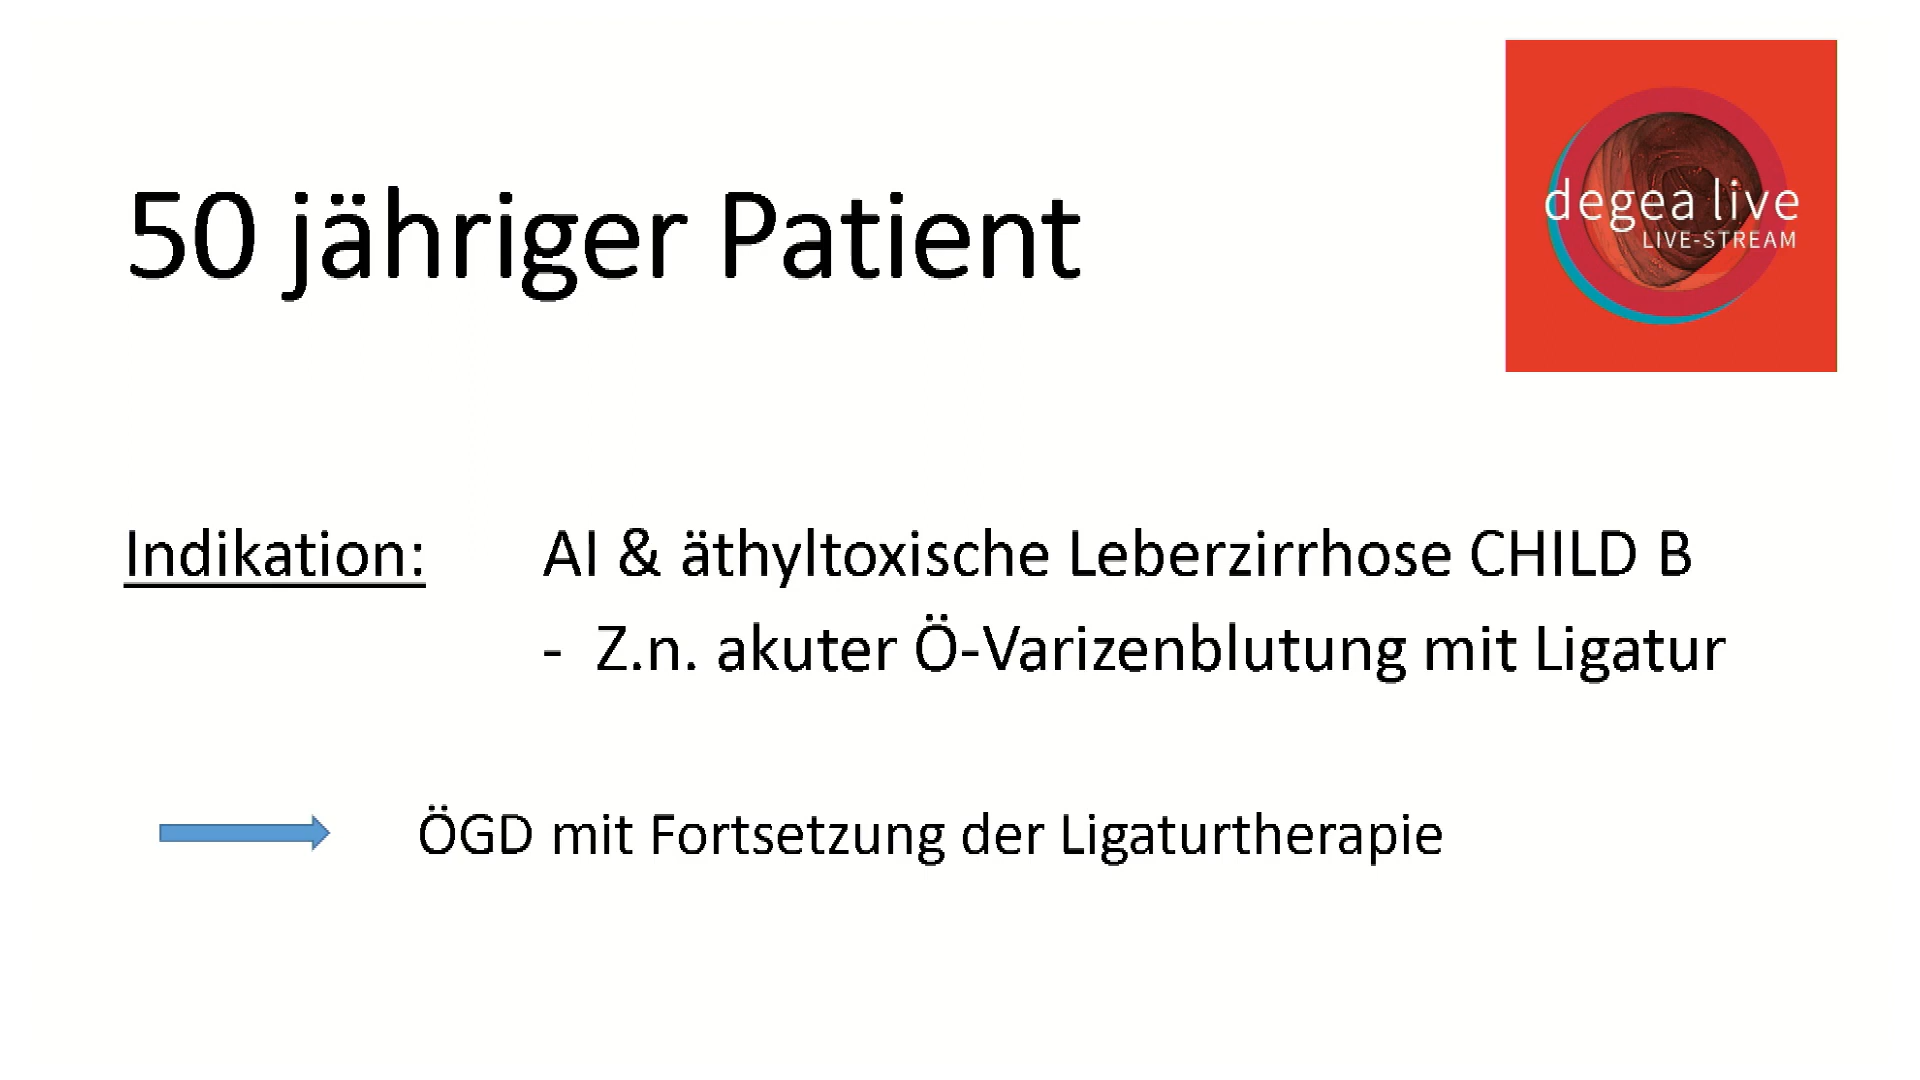 degea live
LIVE-STREAM
50 jähriger Patient
Indikation: AI & äthyltoxische Leberzirrhose CHILD B
- Z.n. akuter Ö-Varizenblutung mit Ligatur
ÖGD mit Fortsetzung der Ligaturtherapie